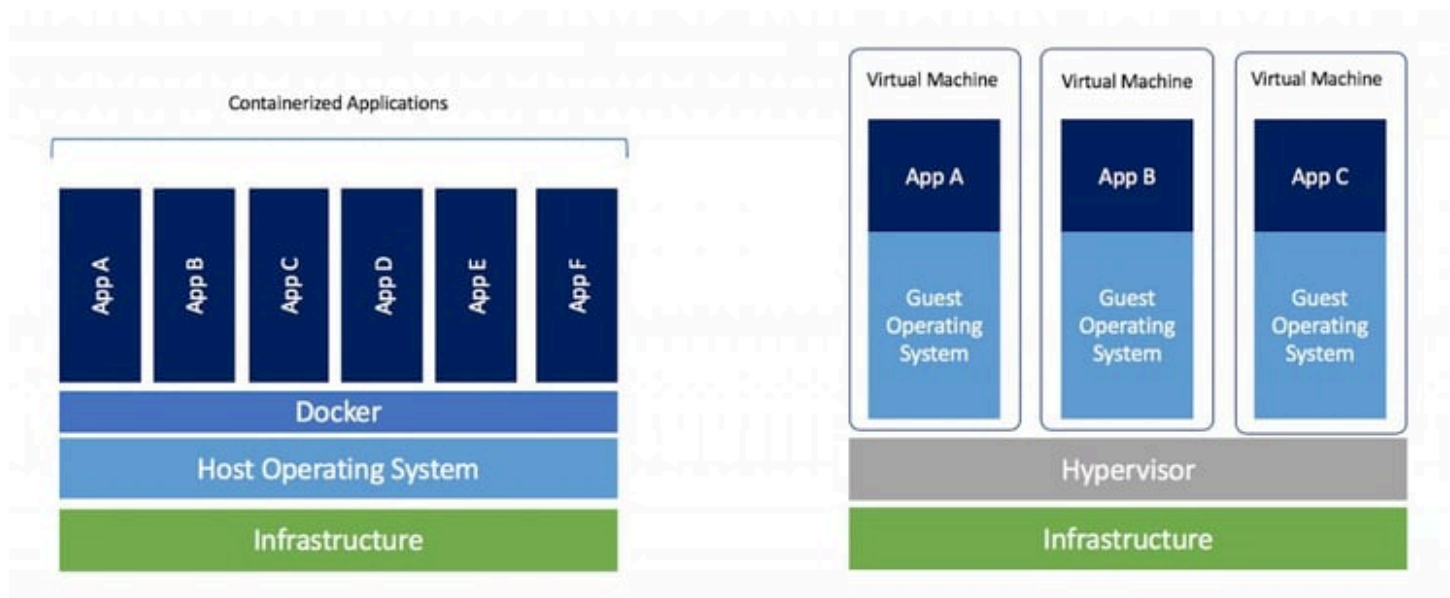 Containerized Applications
App A
App B
App C
App D
App E
App F
Docker
Host Operating System
Infrastructure
Virtual Machine
App A
Guest
Operating
System
Virtual Machine
App B
Guest
Operating
System
Virtual Machine
App C
Guest
Operating
System
Hypervisor
Infrastructure